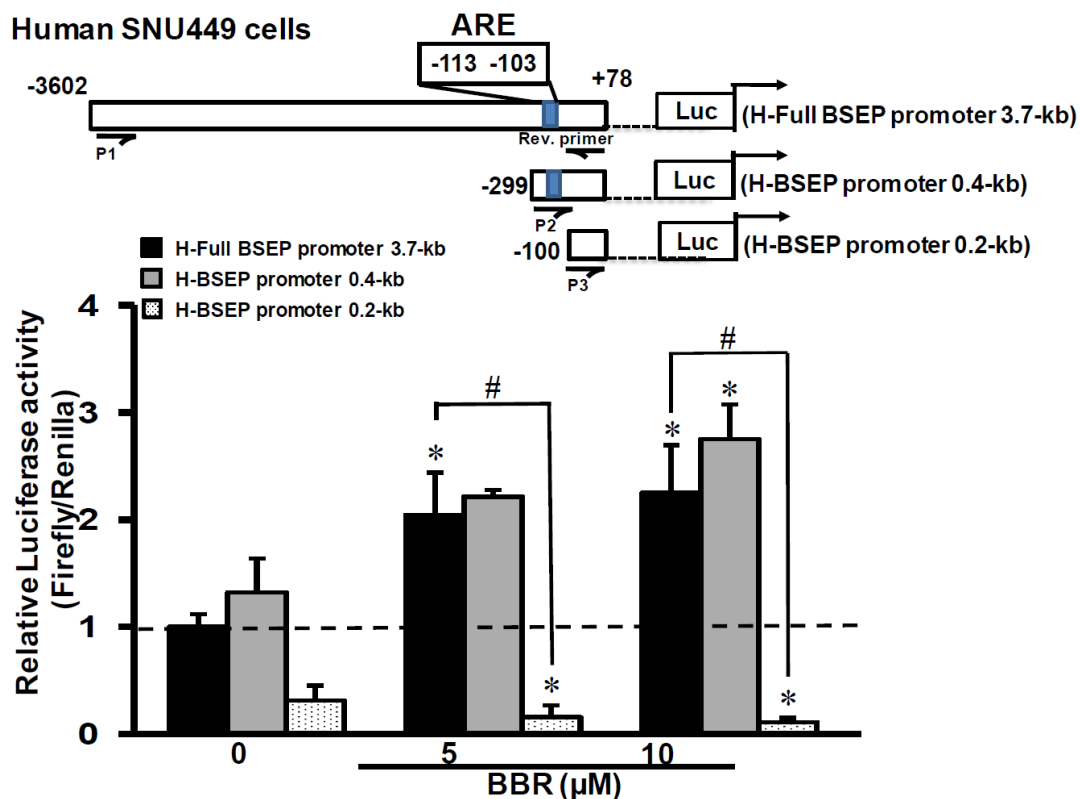 Human SNU449 cells
ARE
-113 -103
-3602
+78
Luc
(H-Full BSEP promoter 3.7-kb)
P1
Rev. primer
-299
Luc
(H-BSEP promoter 0.4-kb)
P2
-100
Luc
(H-BSEP promoter 0.2-kb)
P3
H-Full BSEP promoter 3.7-kb
H-BSEP promoter 0.4-kb
H-BSEP promoter 0.2-kb
Relative Luciferase activity
(Firefly/Renilla)
4
3
2
1
0
#
#
*
*
*
*
*
0
5
10
BBR (µM)